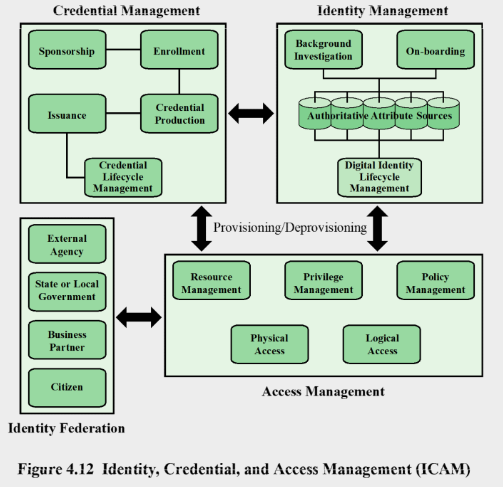 Credential Management
Sponsorship
Enrollment
Issuance
Credential
Production
Credential
Lifecycle
Management
Identity Management
Background
Investigation
On-boarding
Authoritative Attribute Sources
Digital Identity
Lifecycle
Management
Provisioning/Deprovisioning
External
Agency
State or Local
Government
Business
Partner
Citizen
Identity Federation
Resource
Management
Privilege
Management
Policy
Management
Physical
Access
Logical
Access
Access Management
Figure 4.12 Identity, Credential, and Access Management (ICAM)